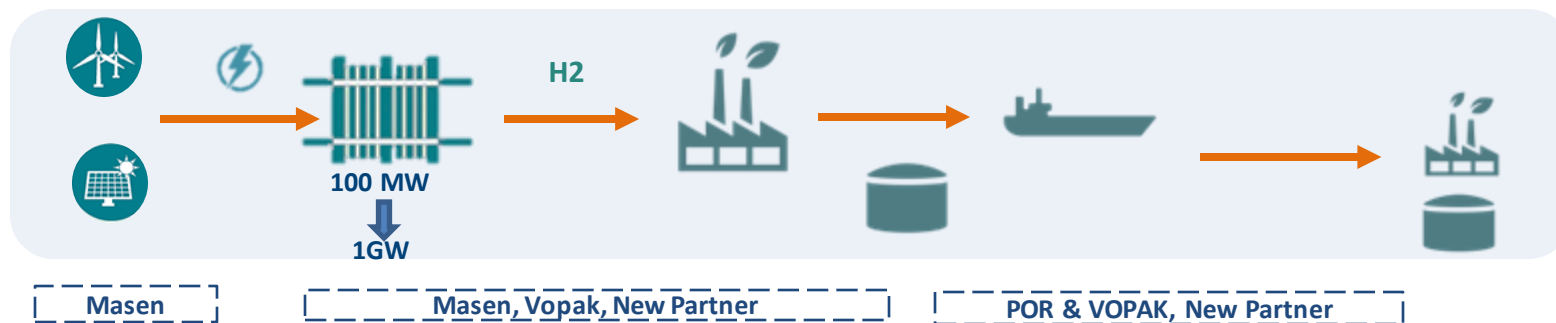 H2
100 MW
1GW
Masen
Masen, Vopak, New Partner
POR & VOPAK, New Partner